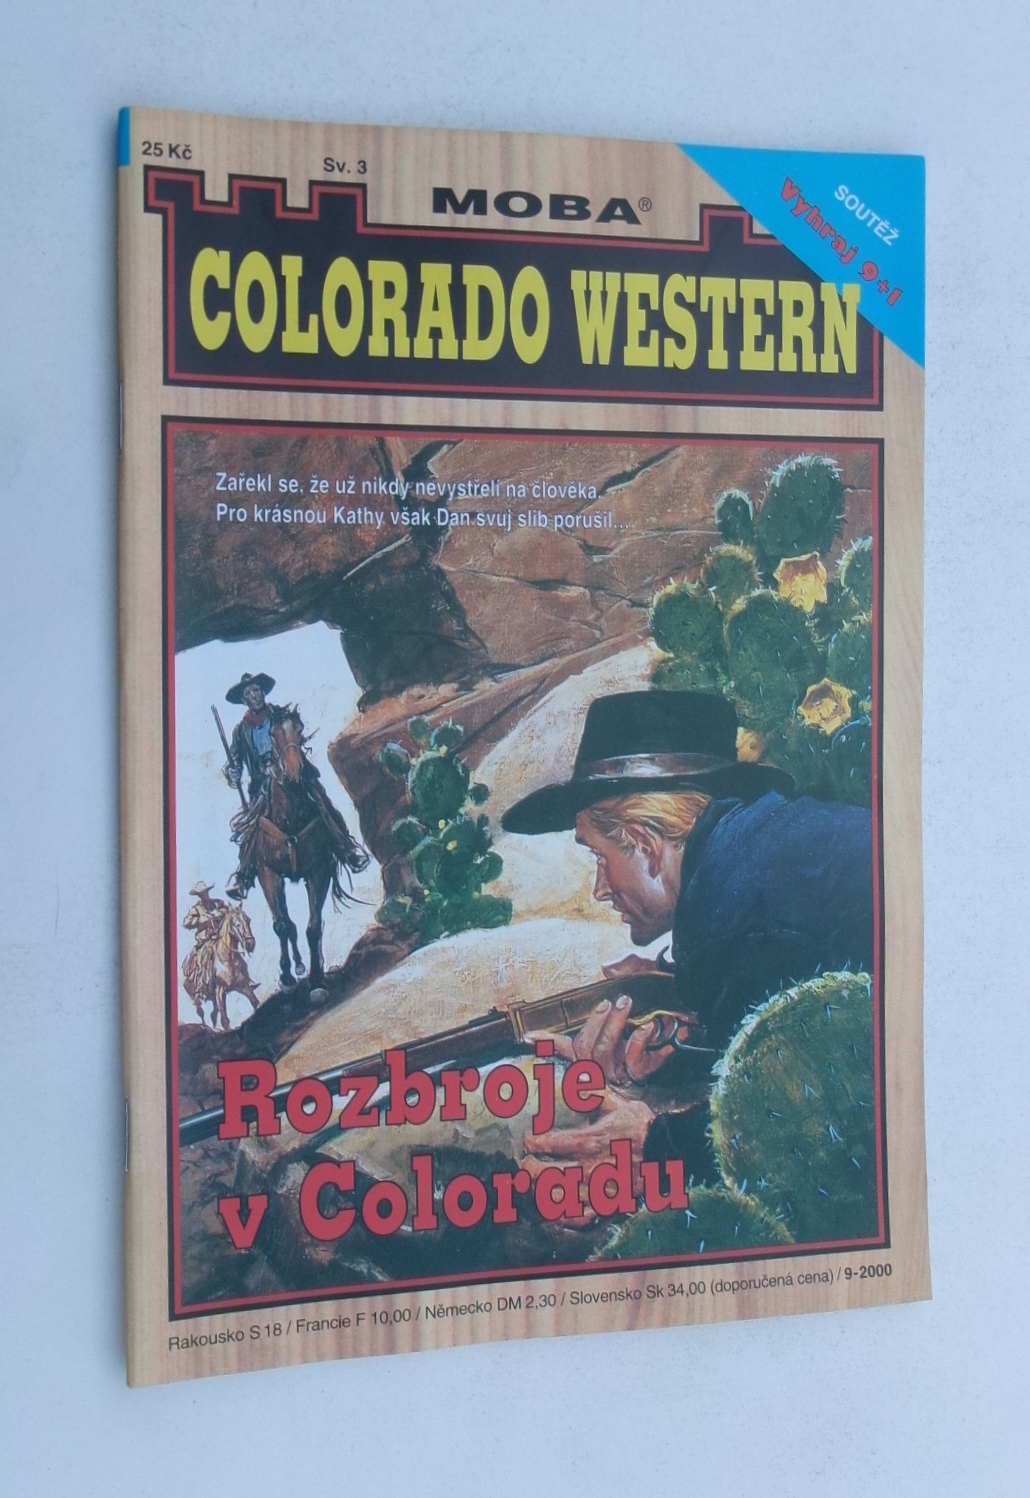 25 Kč
Sv. 3
MOBA®
SOUTĚŽ
Vyhraj 9+1
COLORADO WESTERN
Zařekl se, že už nikdy nevystřelí na člověka.
Pro krásnou Kathy však Dan svuj slib porušil...
Rozbroje
v Coloradu
Rakousko S 18 / Francie F 10,00 / Německo DM 2,30 / Slovensko Sk 34,00 (doporučená cena) / 9-2000